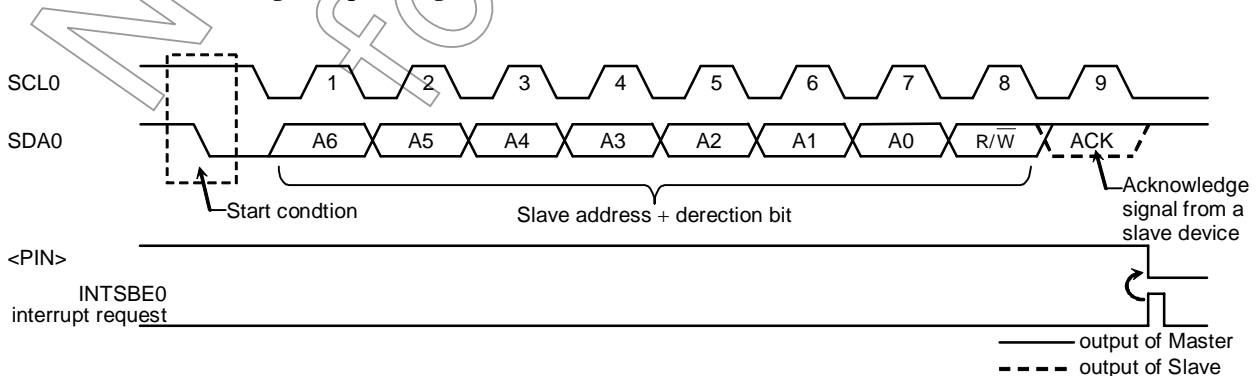 SCL0
1 2 3 4 5 6 7 8 9
SDA0
A6 A5 A4 A3 A2 A1 A0 R/W̅ ACK
Start condtion
Slave address + derection bit
Acknowledge
signal from a
slave device
<PIN>
INTSBE0
interrupt request
output of Master
output of Slave